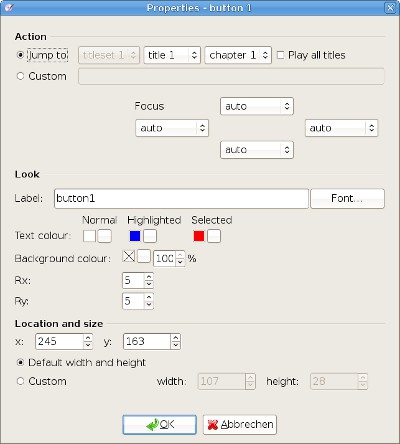 Properties - button 1
Action
Jump to titleset 1 title 1 chapter 1 Play all titles
Custom
Focus auto
auto auto
auto
Look
Label: button1 Font...
Normal Highlighted Selected
Text colour:
Background colour: 100 %
Rx: 5
Ry: 5
Location and size
x: 245 y: 163
Default width and height
Custom width: 107 height: 28
OK Abbrechen